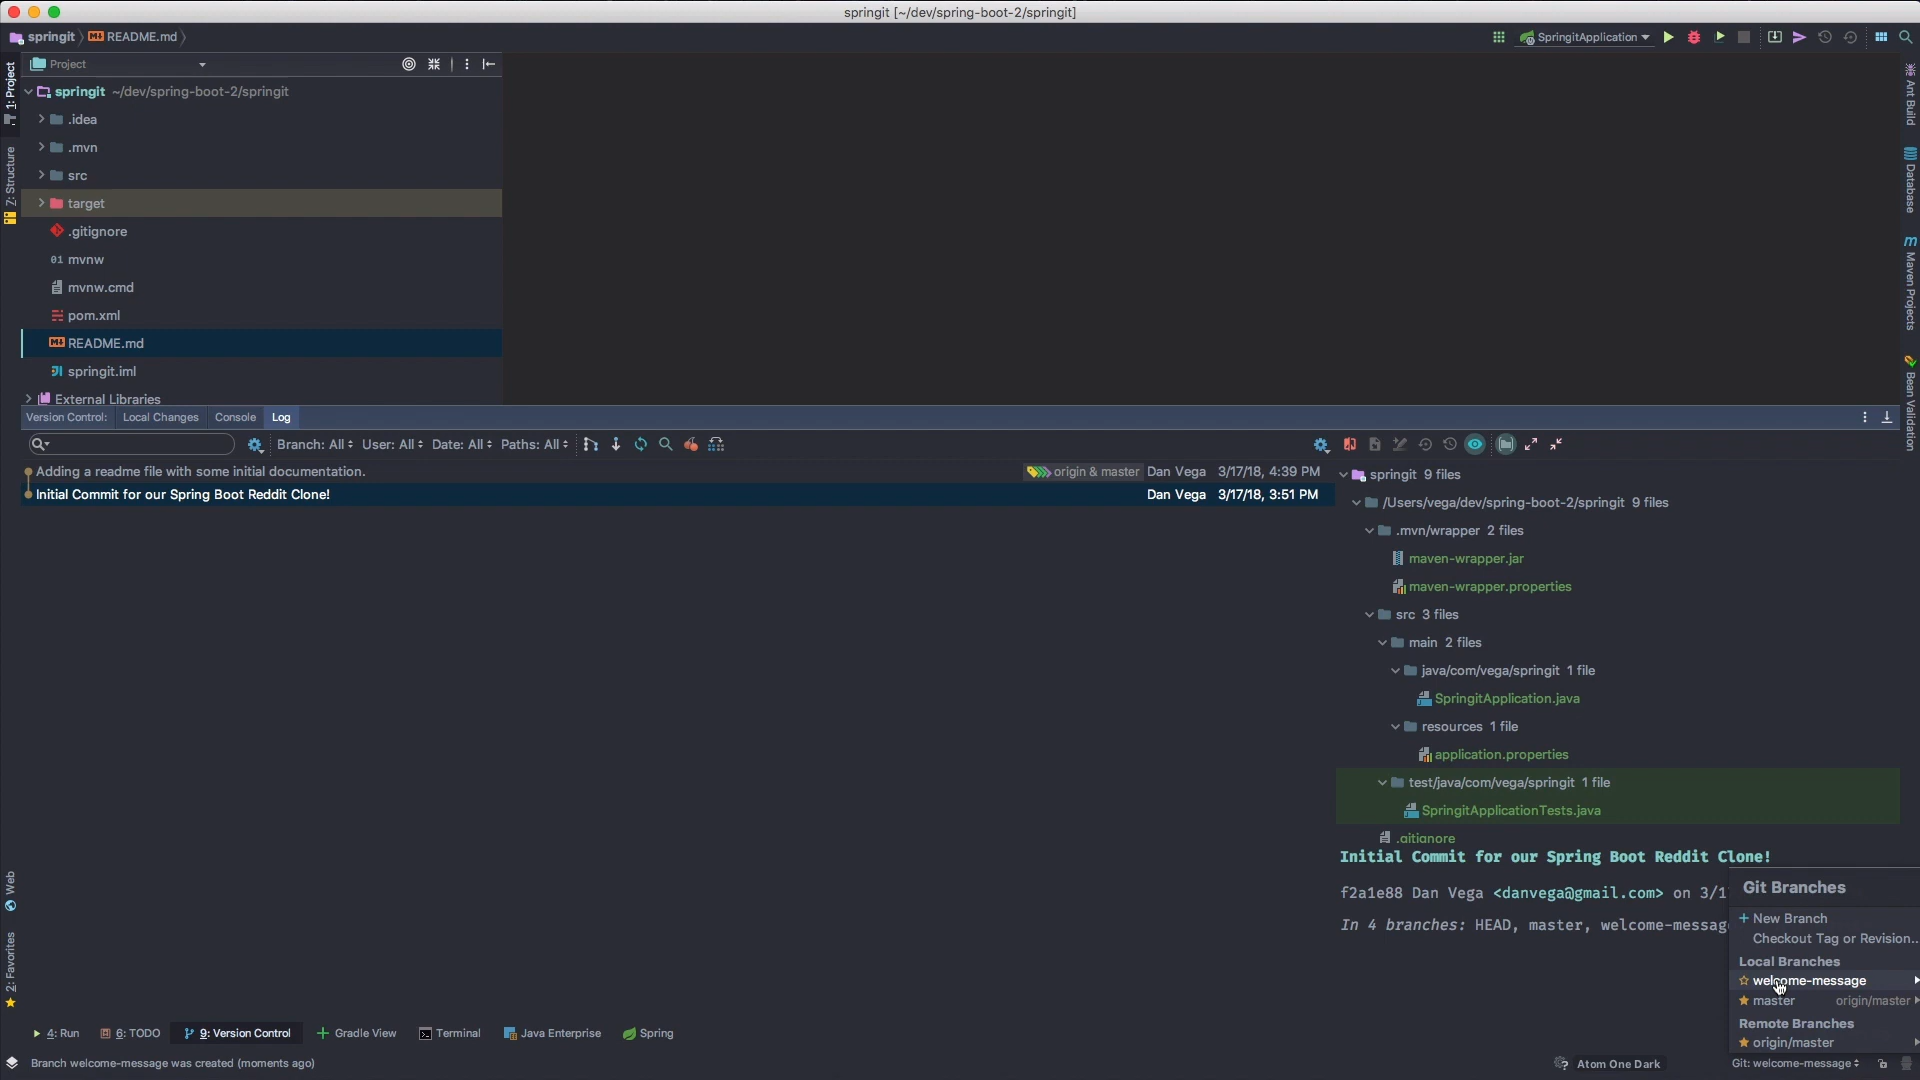 springit [~/dev/spring-boot-2/springit]
springit README.md
SpringitApplication
1: Project
Project
springit ~/dev/spring-boot-2/springit
.idea
.mvn
src
target
.gitignore
mvnw
mvnw.cmd
pom.xml
README.md
springit.iml
External Libraries
Z: Structure
Ant Build
Database
Maven Projects
Bean Validation
Version Control: Local Changes Console Log
Branch: All User: All Date: All Paths: All
Adding a readme file with some initial documentation. origin & master Dan Vega 3/17/18, 4:39 PM
Initial Commit for our Spring Boot Reddit Clone! Dan Vega 3/17/18, 3:51 PM
springit 9 files
/Users/vega/dev/spring-boot-2/springit 9 files
.mvn/wrapper 2 files
maven-wrapper.jar
maven-wrapper.properties
src 3 files
main 2 files
java/com/vega/springit 1 file
SpringitApplication.java
resources 1 file
application.properties
test/java/com/vega/springit 1 file
SpringitApplicationTests.java
.gitignore
Initial Commit for our Spring Boot Reddit Clone!
f2a1e88 Dan Vega <danvega@gmail.com> on 3/1
In 4 branches: HEAD, master, welcome-messag
Git Branches
New Branch
Checkout Tag or Revision..
Local Branches
welcome-message
master origin/master
Remote Branches
origin/master
Web
2: Favorites
4: Run 6: TODO 9: Version Control Gradle View Terminal Java Enterprise Spring
Branch welcome-message was created (moments ago)
Atom One Dark
Git: welcome-message